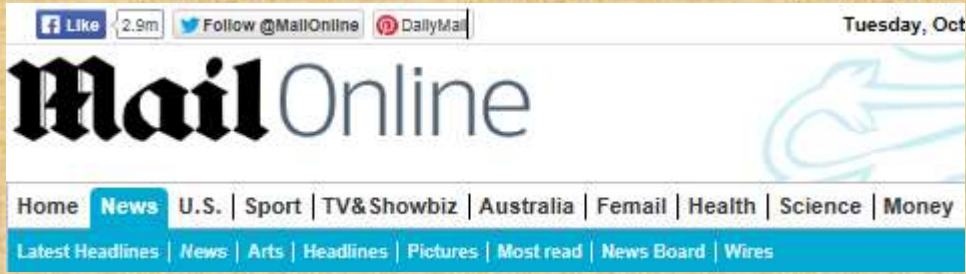 Like 2.9m Follow @MailOnline DailyMail Tuesday, Oct
Mail Online
Home News U.S. Sport TV&Showbiz Australia Femail Health Science Money
Latest Headlines News Arts Headlines Pictures Most read News Board Wires